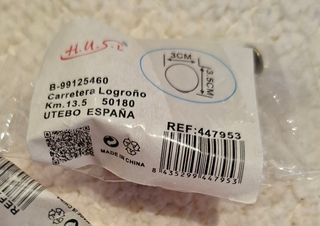 H.U.S.E
3CM
3.5CM
B-99125460
Carretera Logroño
Km.13.5 50180
UTEBO ESPAÑA
REF:447953
MADE IN CHINA
8 435299 447953
REF